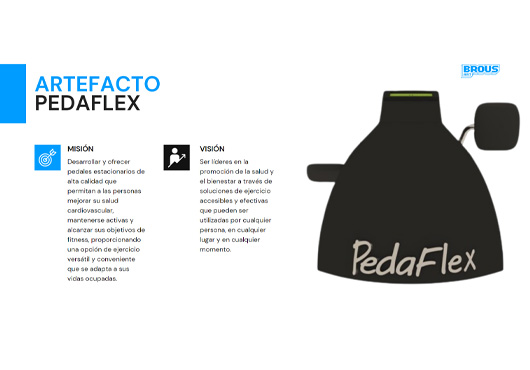 BROUS
ARTEFACTO
PEDAFLEX
MISIÓN
Desarrollar y ofrecer
pedales estacionarios de
alta calidad que
permitan a las personas
mejorar su salud
cardiovascular,
mantenerse activas y
alcanzar sus objetivos de
fitness, proporcionando
una opción de ejercicio
versátil y conveniente
que se adapta a sus
vidas ocupadas.
VISIÓN
Ser líderes en la
promoción de la salud y
el bienestar a través de
soluciones de ejercicio
accesibles y efectivas
que pueden ser
utilizadas por cualquier
persona, en cualquier
lugar y en cualquier
momento.
PedaFlex